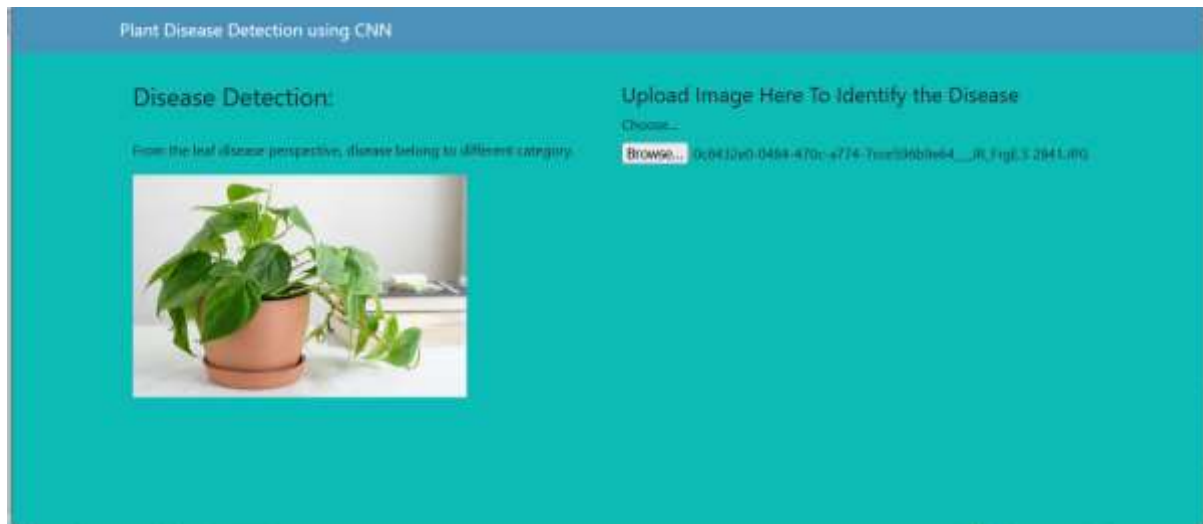 Plant Disease Detection using CNN
Disease Detection:
From the leaf disease perspective, disease belong to different category.
Upload Image Here To Identify the Disease
Choose...
Browse...